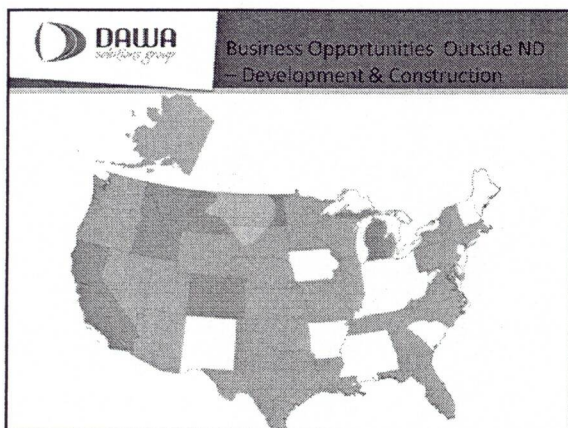 DAWA
solutions group
Business Opportunities Outside ND
– Development & Construction